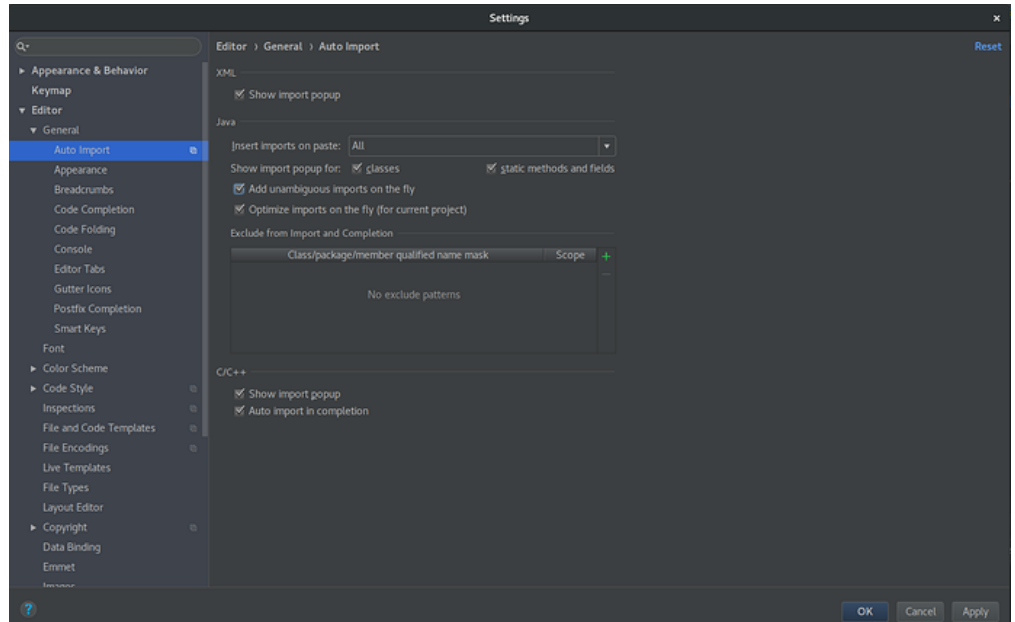 Settings
Editor › General › Auto Import
Reset
Appearance & Behavior
Keymap
Editor
General
Auto Import
Appearance
Breadcrumbs
Code Completion
Code Folding
Console
Editor Tabs
Gutter Icons
Postfix Completion
Smart Keys
Font
Color Scheme
Code Style
Inspections
File and Code Templates
File Encodings
Live Templates
File Types
Layout Editor
Copyright
Data Binding
Emmet
Images
XML
Show import popup
Java
Insert imports on paste: All
Show import popup for: classes static methods and fields
Add unambiguous imports on the fly
Optimize imports on the fly (for current project)
Exclude from Import and Completion
Class/package/member qualified name mask Scope
No exclude patterns
C/C++
Show import popup
Auto import in completion
?
OK Cancel Apply